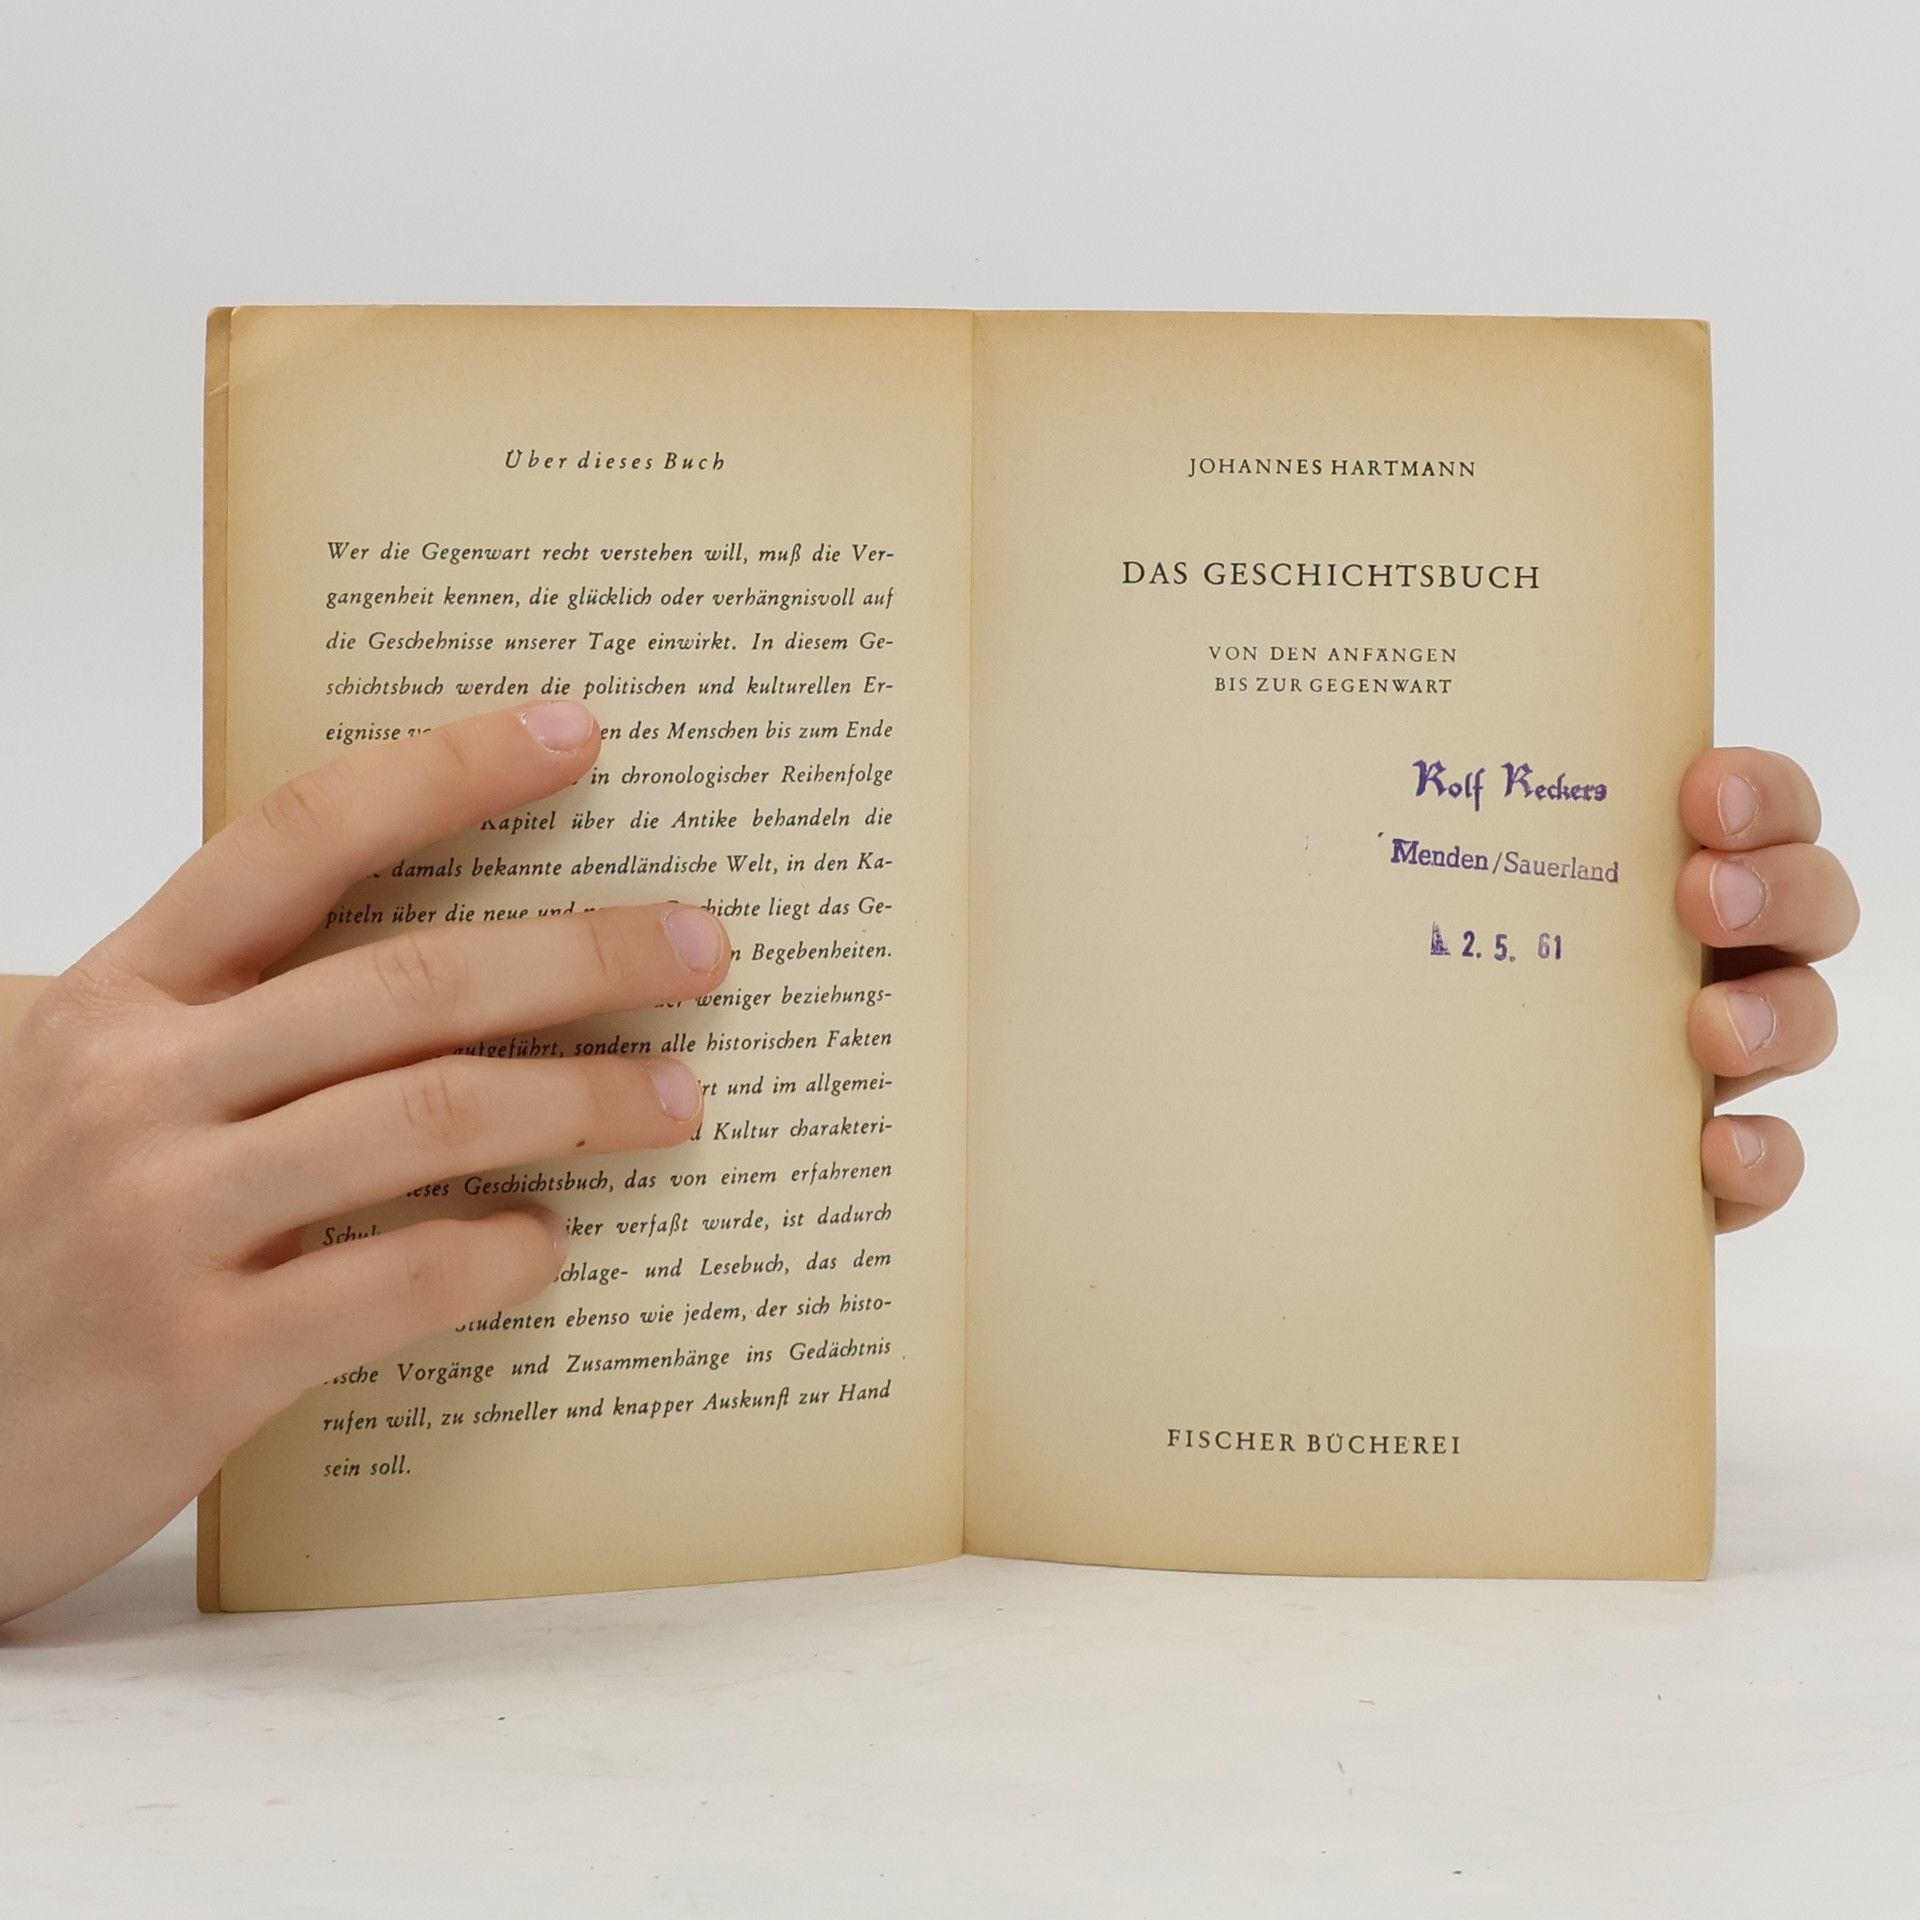 Über dieses Buch
Wer die Gegenwart recht verstehen will, muß die Ver-
gangenheit kennen, die glücklich oder verhängnisvoll auf
die Geschehnisse unserer Tage einwirkt. In diesem Ge-
schichtsbuch werden die politischen und kulturellen Er-
eignisse des Menschen bis zum Ende
in chronologischer Reihenfolge
Kapitel über die Antike behandeln die
damals bekannte abendländische Welt, in den Ka-
piteln über die neue und liegt das Ge-
Begebenheiten.
weniger beziehungs-
aufgeführt, sondern alle historischen Fakten
und im allgemei-
Kultur charakteri-
Geschichtsbuch, das von einem erfahrenen
verfaßt wurde, ist dadurch
und Lesebuch, das dem
Studenten ebenso wie jedem, der sich histo-
rische Vorgänge und Zusammenhänge ins Gedächtnis
rufen will, zu schneller und knapper Auskunft zur Hand
sein soll.
JOHANNES HARTMANN
DAS GESCHICHTSBUCH
VON DEN ANFÄNGEN
BIS ZUR GEGENWART
Rolf Reckers
Menden/Sauerland
2. 5. 61
FISCHER BÜCHEREI